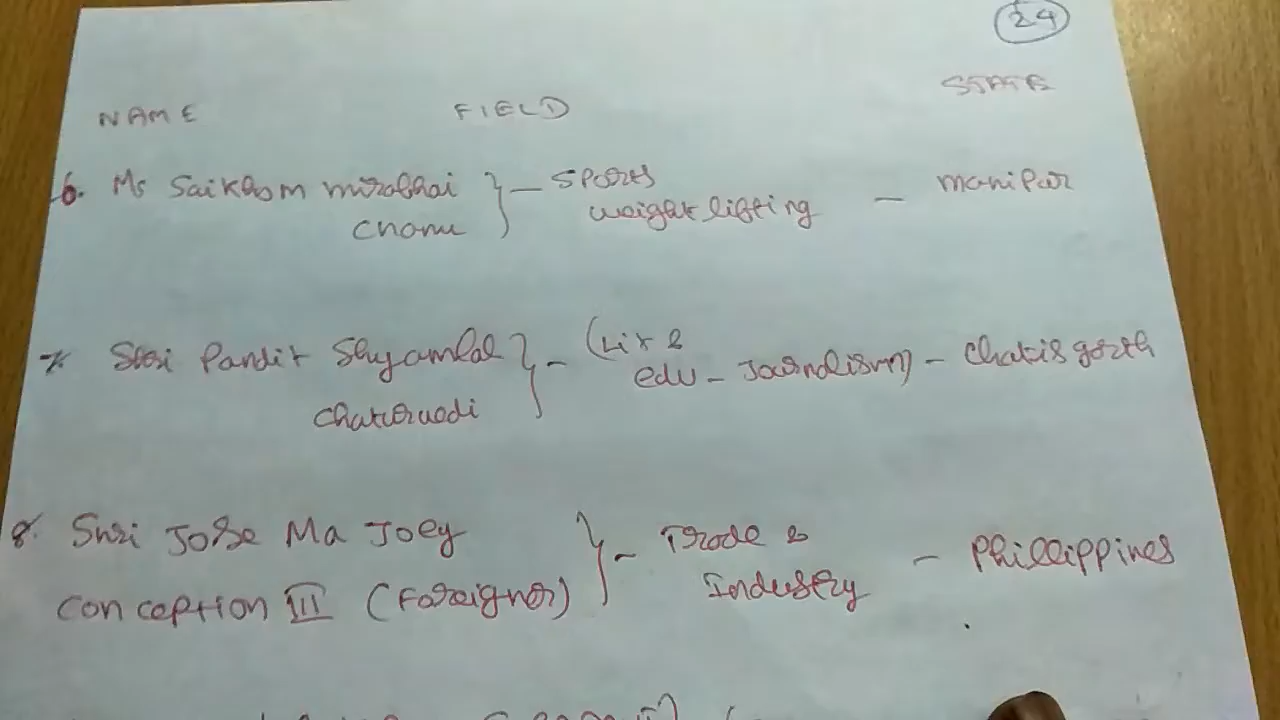 24
NAME FIELD STATE
6. Ms Saikhom mirabhai } - Sports - manipur
chanu weight lifting
7. Shri Pandit Shyamlal } - (Lit &
chaturvedi edu - Journalism) - chatisgarh
8. Shri Jose Ma Joey } - Trade & - Phillippines
Conception III (Foreigner) Industry